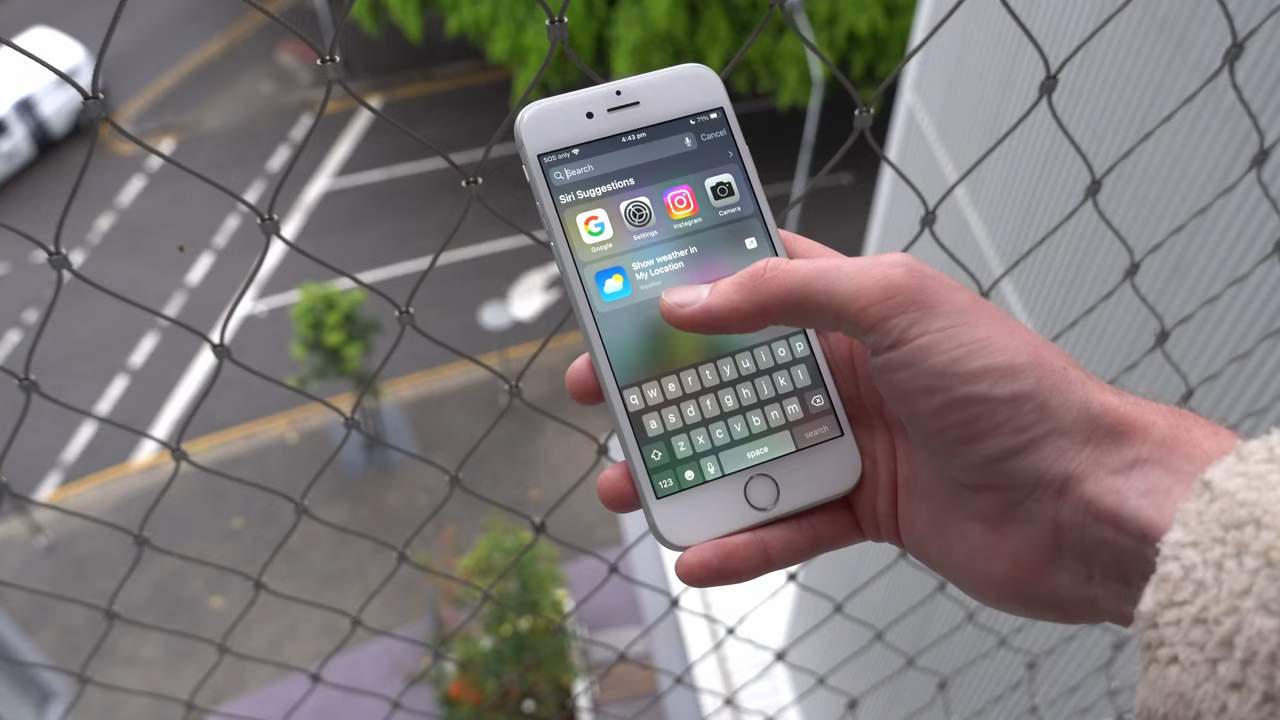 SOS only 4:43 pm 71%
Search Cancel
Siri Suggestions
Google Settings Instagram Camera
Show weather in
My Location
Weather
q w e r t y u i o p
a s d f g h j k l
z x c v b n m
123 space search